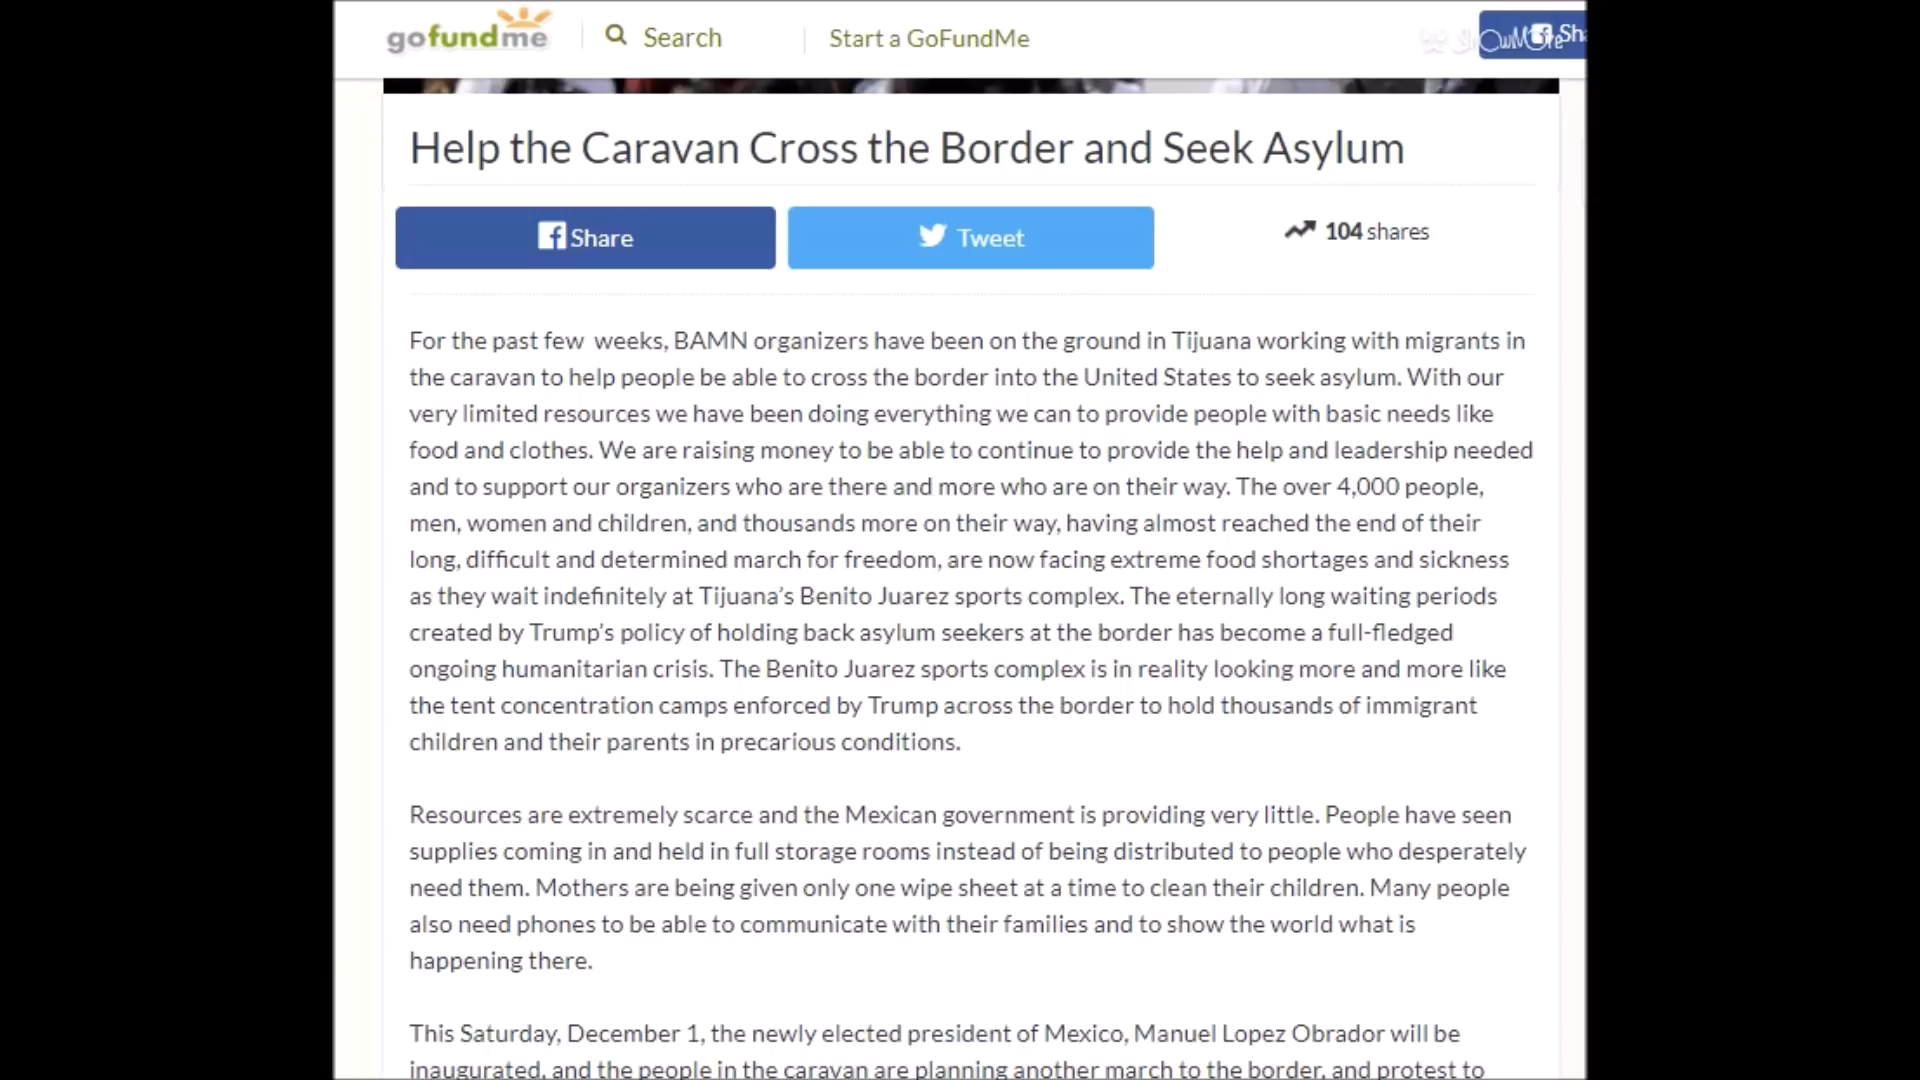 gofundme
Search
Start a GoFundMe
ShowMore
Sha
Help the Caravan Cross the Border and Seek Asylum
Share
Tweet
104 shares
For the past few weeks, BAMN organizers have been on the ground in Tijuana working with migrants in
the caravan to help people be able to cross the border into the United States to seek asylum. With our
very limited resources we have been doing everything we can to provide people with basic needs like
food and clothes. We are raising money to be able to continue to provide the help and leadership needed
and to support our organizers who are there and more who are on their way. The over 4,000 people,
men, women and children, and thousands more on their way, having almost reached the end of their
long, difficult and determined march for freedom, are now facing extreme food shortages and sickness
as they wait indefinitely at Tijuana's Benito Juarez sports complex. The eternally long waiting periods
created by Trump's policy of holding back asylum seekers at the border has become a full-fledged
ongoing humanitarian crisis. The Benito Juarez sports complex is in reality looking more and more like
the tent concentration camps enforced by Trump across the border to hold thousands of immigrant
children and their parents in precarious conditions.
Resources are extremely scarce and the Mexican government is providing very little. People have seen
supplies coming in and held in full storage rooms instead of being distributed to people who desperately
need them. Mothers are being given only one wipe sheet at a time to clean their children. Many people
also need phones to be able to communicate with their families and to show the world what is
happening there.
This Saturday, December 1, the newly elected president of Mexico, Manuel Lopez Obrador will be
inaugurated, and the people in the caravan are planning another march to the border, and protest to